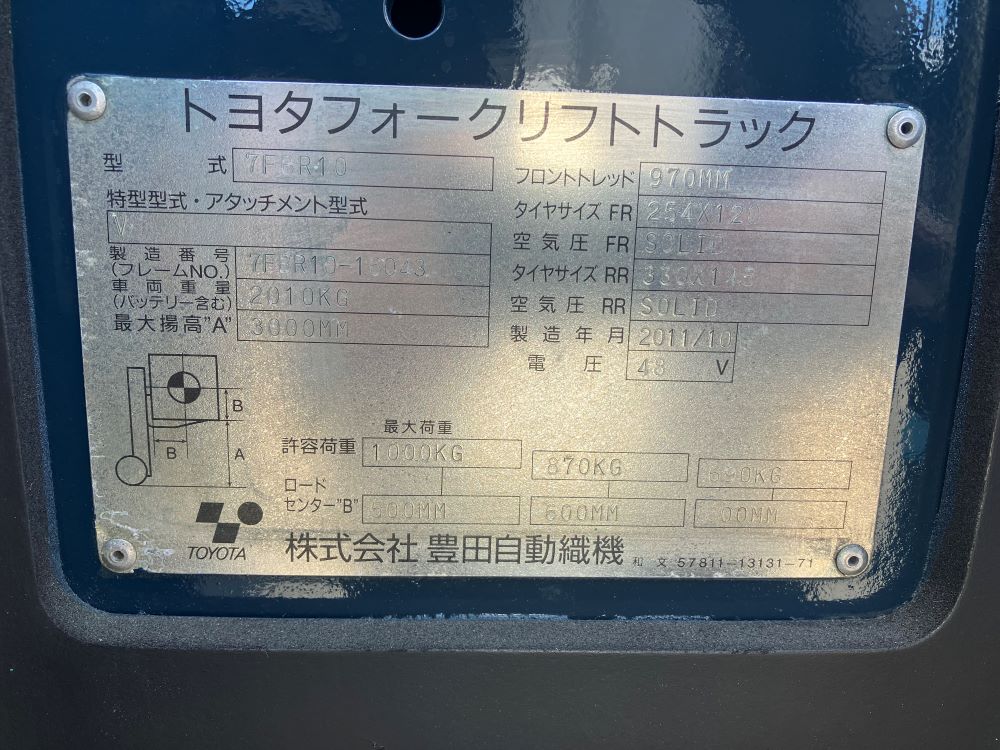 トヨタフォークリフトトラック
型 式 7FBR10
特型型式・アタッチメント型式
V
製造番号
(フレームNO.)
車両重量 2010KG
(バッテリー含む)
最大揚高"A" 3000MM
フロントトレッド 970MM
タイヤサイズ FR 254X120
空気圧 FR SOLID
タイヤサイズ RR
空気圧 RR SOLID
製造年月 2011/10
電圧 48 V
B
B
A
最大荷重
許容荷重 1000KG 870KG 690KG
ロード
センター"B" 500MM 600MM
TOYOTA
株式会社 豊田自動織機
和文 57811-13131-71